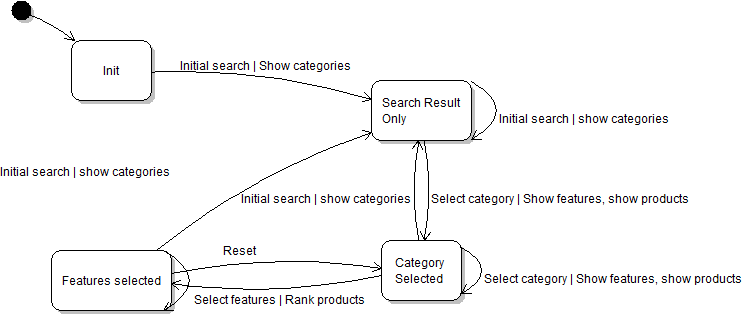 Init
Initial search | Show categories
Search Result
Only
Initial search | show categories
Initial search | show categories
Initial search | show categories
Select category | Show features, show products
Reset
Category
Selected
Features selected
Select category | Show features, show products
Select features | Rank products